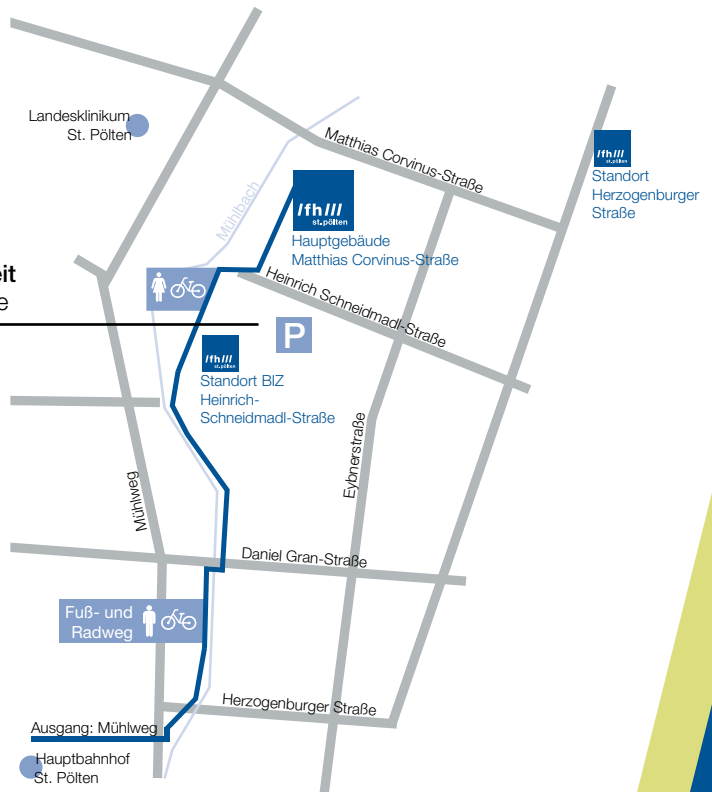 Landesklinikum
St. Pölten
Matthias Corvinus-Straße
/fh///
st.pölten
Standort
Herzogenburger
Straße
Mühlbach
/fh///
st.pölten
Hauptgebäude
Matthias Corvinus-Straße
eit
e
Heinrich Schneidmadl-Straße
P
/fh///
st.pölten
Standort BIZ
Heinrich-
Schneidmadl-Straße
Eybnerstraße
Mühlweg
Daniel Gran-Straße
Fuß- und
Radweg
Herzogenburger Straße
Ausgang: Mühlweg
Hauptbahnhof
St. Pölten